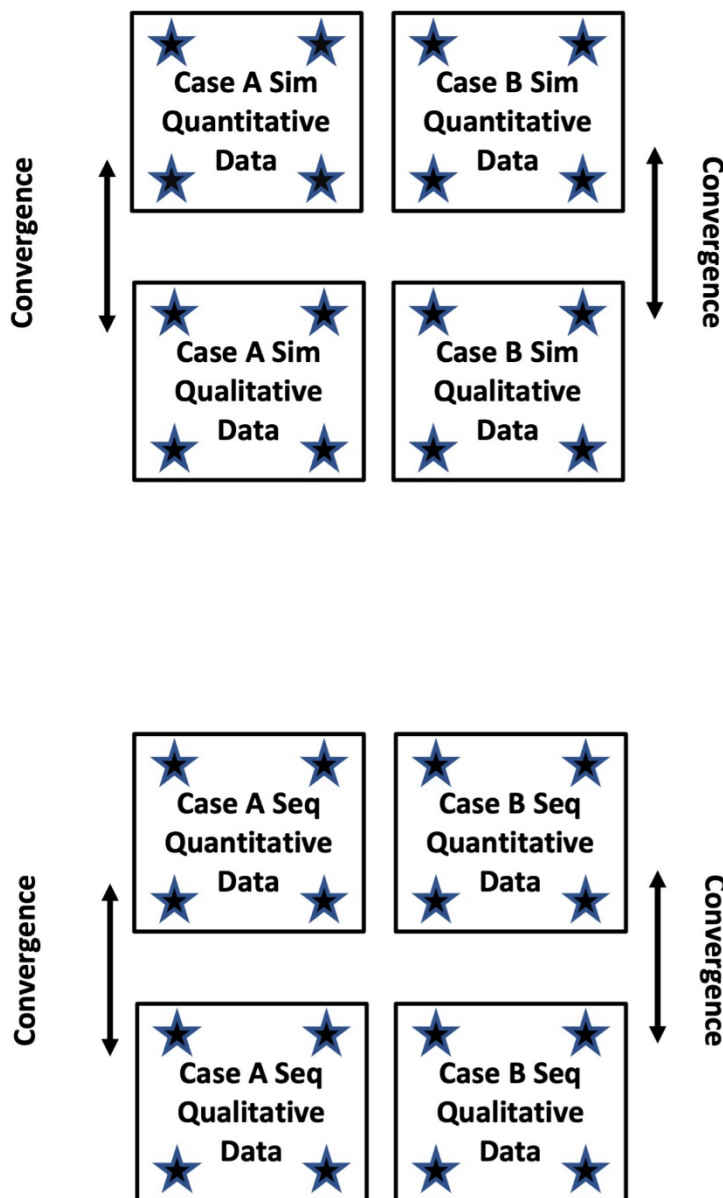 Case A Sim
Quantitative
Data
Case B Sim
Quantitative
Data
Convergence
Convergence
Case A Sim
Qualitative
Data
Case B Sim
Qualitative
Data
Case A Seq
Quantitative
Data
Case B Seq
Quantitative
Data
Convergence
Convergence
Case A Seq
Qualitative
Data
Case B Seq
Qualitative
Data